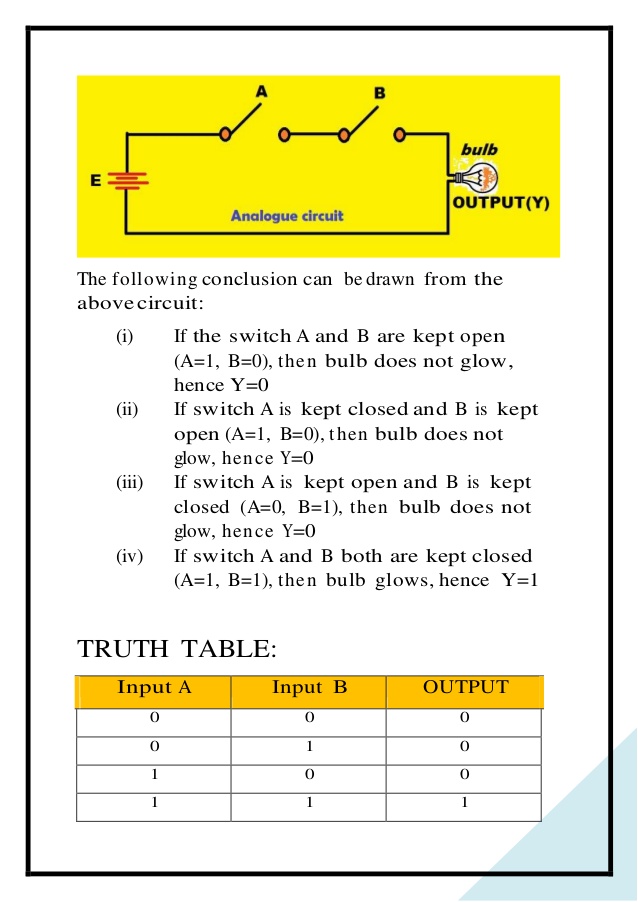 A
B
bulb
E
OUTPUT(Y)
Analogue circuit
The following conclusion can be drawn from the
above circuit:
(i) If the switch A and B are kept open
(A=1, B=0), then bulb does not glow,
hence Y=0
(ii) If switch A is kept closed and B is kept
open (A=1, B=0), then bulb does not
glow, hence Y=0
(iii) If switch A is kept open and B is kept
closed (A=0, B=1), then bulb does not
glow, hence Y=0
(iv) If switch A and B both are kept closed
(A=1, B=1), then bulb glows, hence Y=1
TRUTH TABLE:
Input A Input B OUTPUT
0 0 0
0 1 0
1 0 0
1 1 1